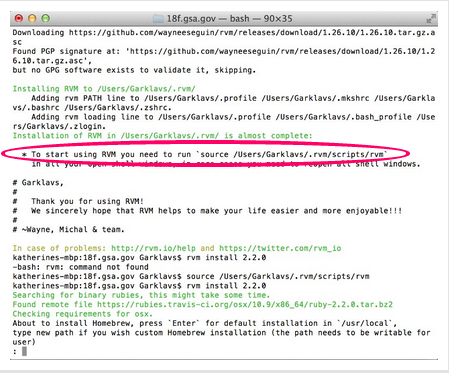 18f.gsa.gov — bash — 90×35
Downloading https://github.com/wayneeseguin/rvm/releases/download/1.26.10/1.26.10.tar.gz.a
sc
Found PGP signature at: 'https://github.com/wayneeseguin/rvm/releases/download/1.26.10/1.2
6.10.tar.gz.asc',
but no GPG software exists to validate it, skipping.
Installing RVM to /Users/Garklavs/.rvm/
Adding rvm PATH line to /Users/Garklavs/.profile /Users/Garklavs/.mkshrc /Users/Garkla
vs/.bashrc /Users/Garklavs/.zshrc.
Adding rvm loading line to /Users/Garklavs/.profile /Users/Garklavs/.bash_profile /Use
rs/Garklavs/.zlogin.
Installation of RVM in /Users/Garklavs/.rvm/ is almost complete:
* To start using RVM you need to run `source /Users/Garklavs/.rvm/scripts/rvm`
in all your open shell windows, in rare cases you need to reopen all shell windows.
# Garklavs,
#
#   Thank you for using RVM!
#   We sincerely hope that RVM helps to make your life easier and more enjoyable!!!
#
# ~Wayne, Michal & team.
In case of problems: http://rvm.io/help and https://twitter.com/rvm_io
katherines-mbp:18f.gsa.gov Garklavs$ rvm install 2.2.0
-bash: rvm: command not found
katherines-mbp:18f.gsa.gov Garklavs$ source /Users/Garklavs/.rvm/scripts/rvm
katherines-mbp:18f.gsa.gov Garklavs$ rvm install 2.2.0
Searching for binary rubies, this might take some time.
Found remote file https://rubies.travis-ci.org/osx/10.9/x86_64/ruby-2.2.0.tar.bz2
Checking requirements for osx.
About to install Homebrew, press `Enter` for default installation in `/usr/local`,
type new path if you wish custom Homebrew installation (the path needs to be writable for
user)
: